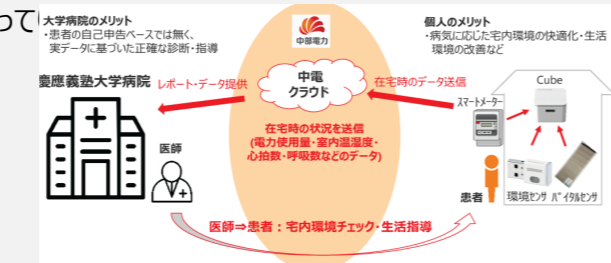 って
大学病院のメリット
・患者の自己申告ベースでは無く、
実データに基づいた正確な診断・指導
中部電力
個人のメリット
・病気に応じた宅内環境の快適化・生活
環境の改善など
慶應義塾大学病院
レポート・データ提供
中電
クラウド
在宅時のデータ送信
Cube
スマートメーター
医師
在宅時の状況を送信
(電力使用量・室内温湿度・
心拍数・呼吸数などのデータ)
患者
環境センサ
バイタルセンサ
医師⇒患者:宅内環境チェック・生活指導